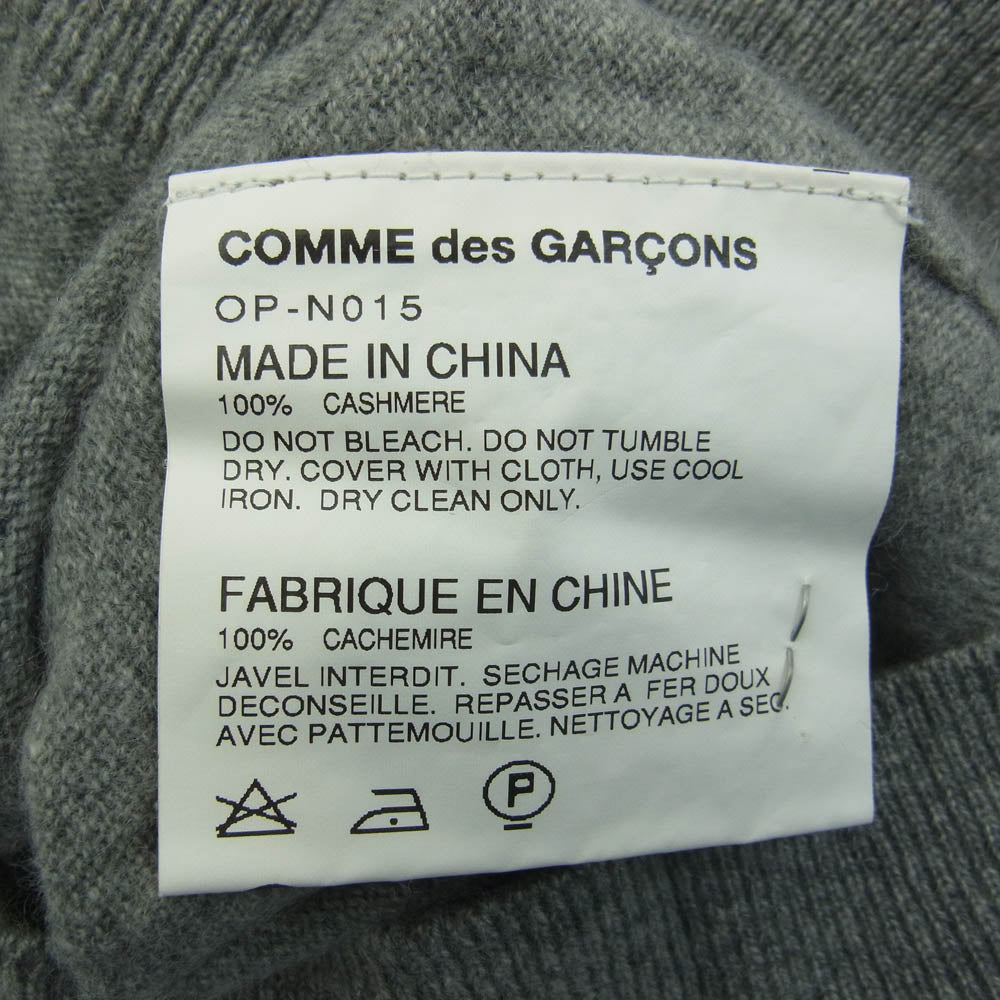 COMME des GARÇONS
OP-N015
MADE IN CHINA
100% CASHMERE
DO NOT BLEACH. DO NOT TUMBLE
DRY. COVER WITH CLOTH, USE COOL
IRON. DRY CLEAN ONLY.
FABRIQUE EN CHINE
100% CACHEMIRE
JAVEL INTERDIT. SECHAGE MACHINE
DECONSEILLE. REPASSER A FER DOUX
AVEC PATTEMOUILLE. NETTOYAGE A SEC.
P